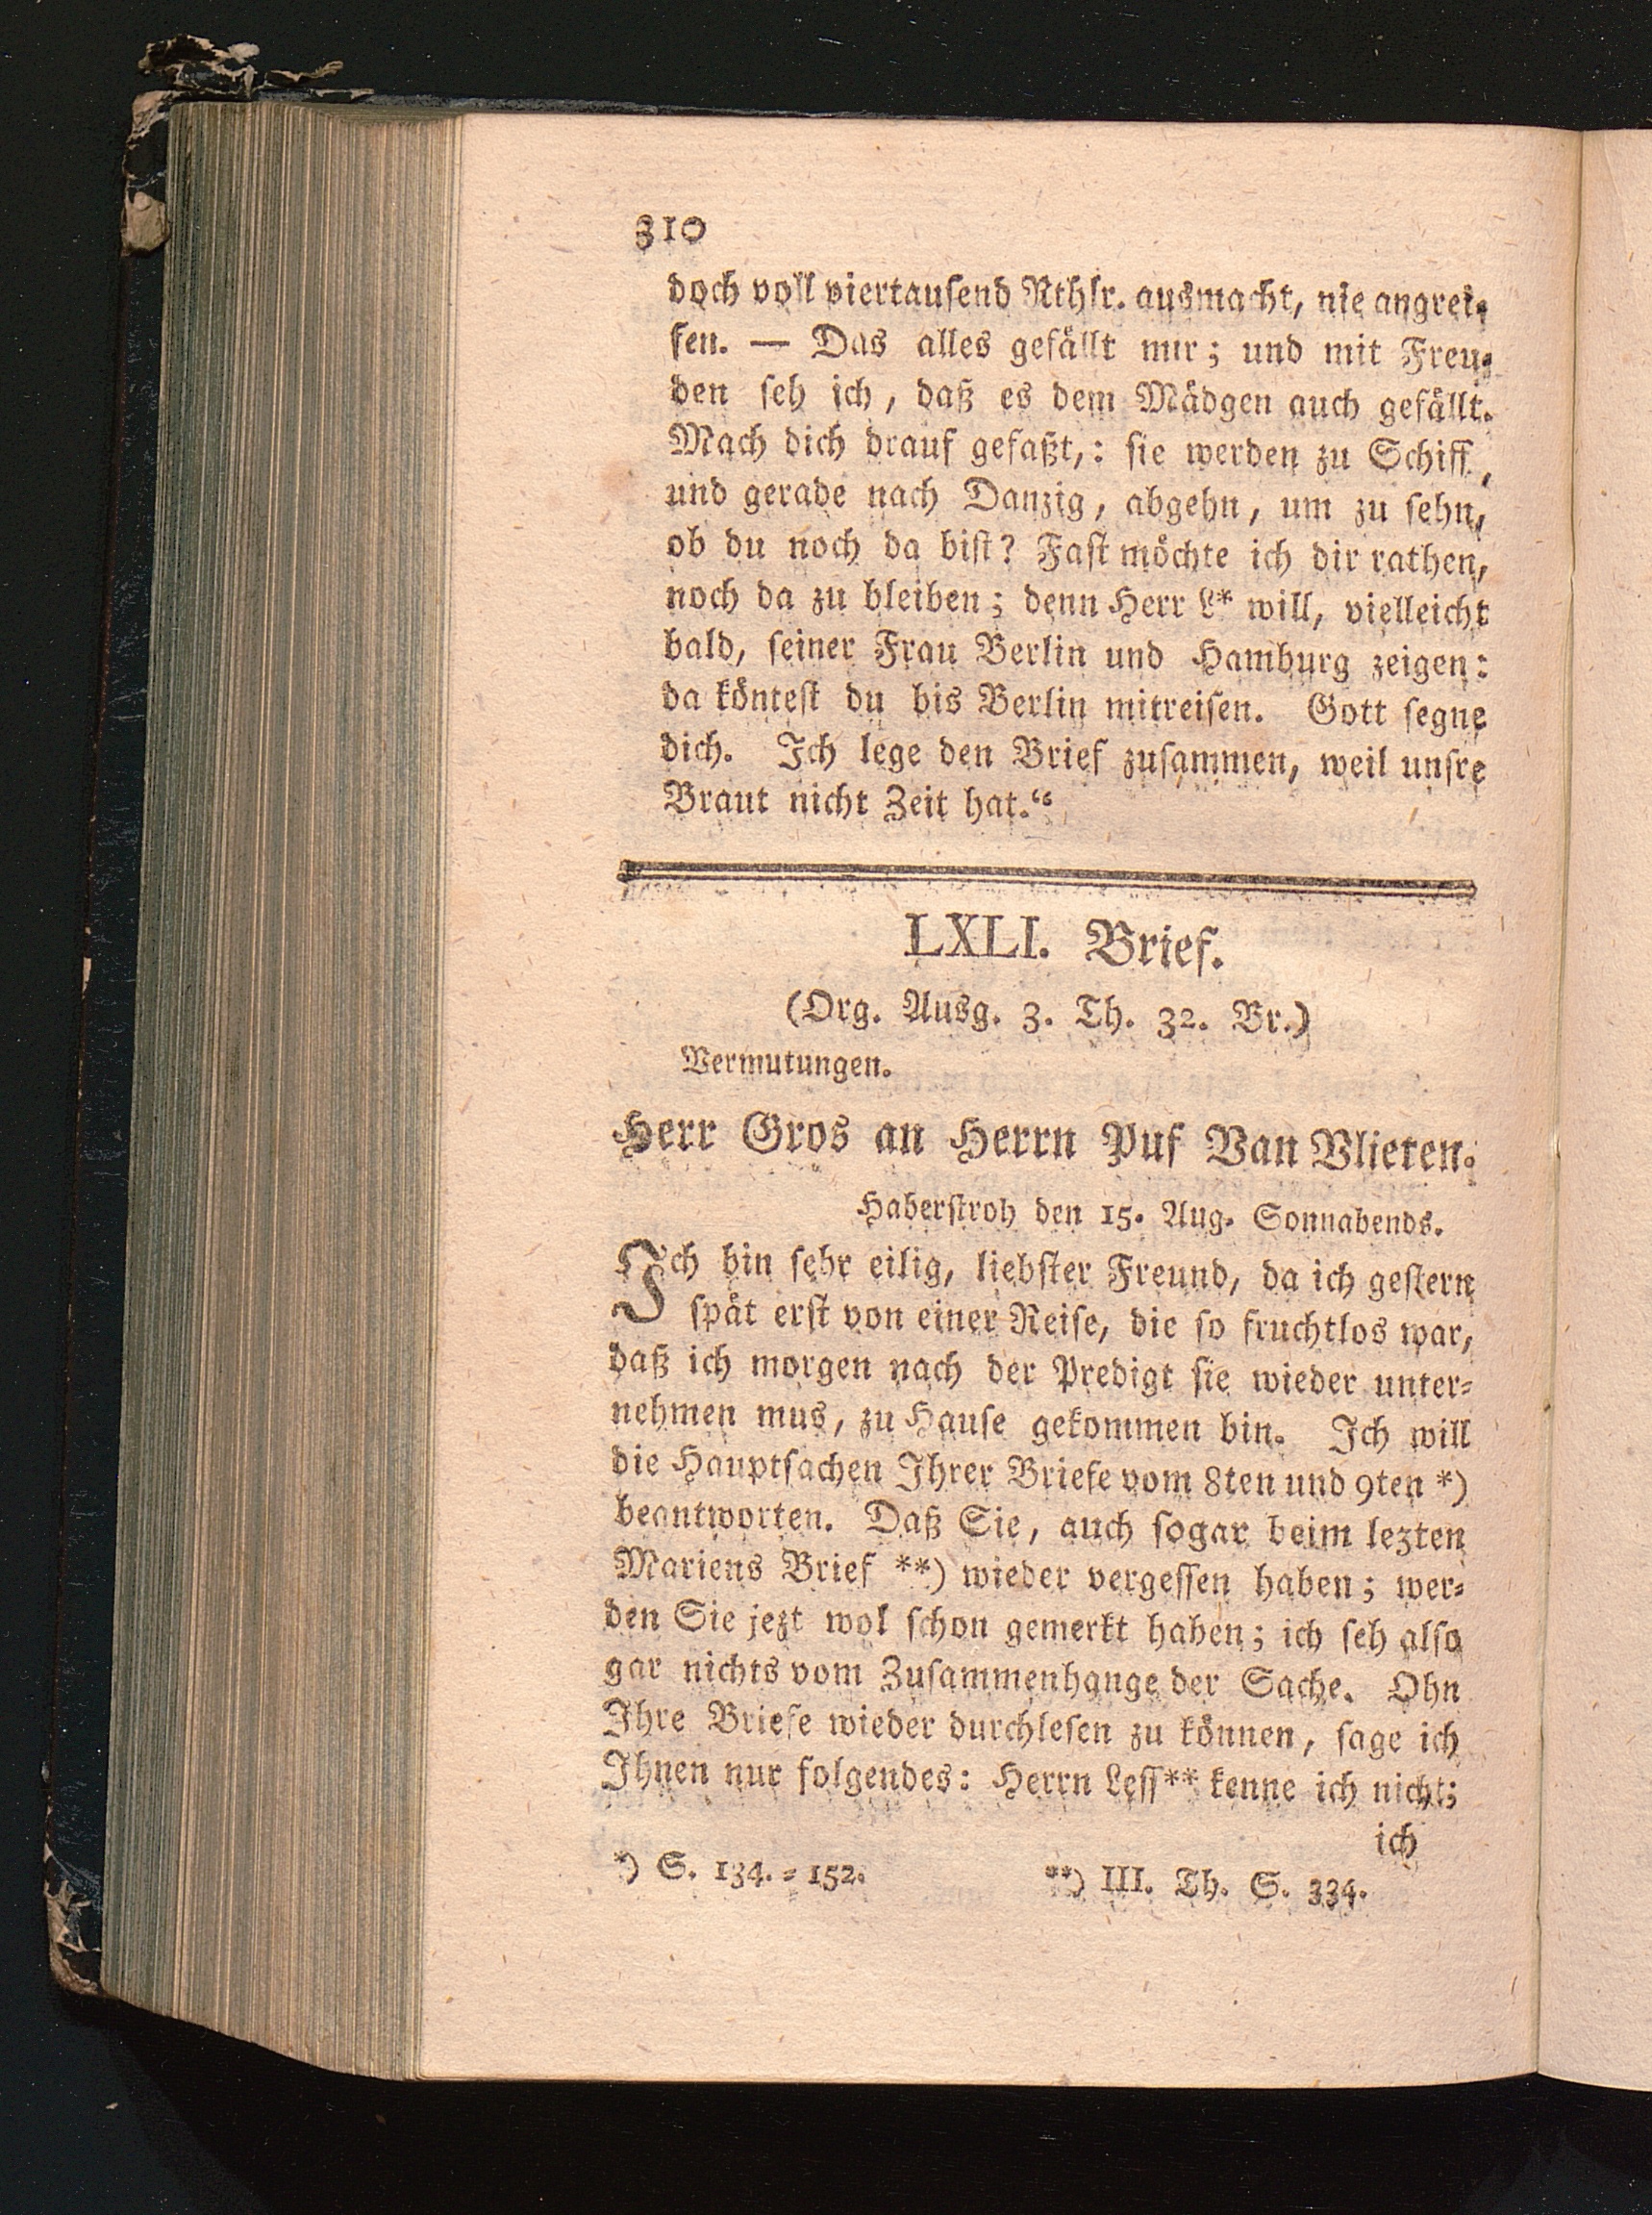 310
doch voll viertauſend Rthlr. ausmacht, nie angrei⸗
fen. — Das alles gefällt mir; und mit Freu⸗
den ſeh ich, daß es dem Mädgen auch gefällt.
Mach dich drauf gefaßt,: ſie werden zu Schiff,
und gerade nach Danzig, abgehn, um zu ſehn,
ob du noch da biſt? Faſt möchte ich dir rathen,
noch da zu bleiben; denn Herr L* will, vielleicht
bald, ſeiner Frau Berlin und Hamburg zeigen:
da könteſt du bis Berlin mitreiſen. Gott ſegne
dich. Ich lege den Brief zuſammen, weil unſre
Braut nicht Zeit hat.“
LXLI. Brief.
(Org. Ausg. 3. Th. 32. Br.)
Vermutungen.
Herr Gros an Herrn Puf Van Vlieten.
Haberſtroh den 15. Aug. Sonnabends.
Ich bin ſehr eilig, liebſter Freund, da ich geſtern
ſpät erſt von einer Reiſe, die ſo fruchtlos war,
daß ich morgen nach der Predigt ſie wieder unter⸗
nehmen mus, zu Hauſe gekommen bin. Ich will
die Hauptſachen Ihrer Briefe vom 8ten und 9ten *)
beantworten. Daß Sie, auch ſogar beim lezten
Mariens Brief **) wieder vergeſſen haben; wer⸗
den Sie jezt wol ſchon gemerkt haben; ich ſeh alſo
gar nichts vom Zuſammenhange der Sache. Ohn
Ihre Briefe wieder durchleſen zu können, ſage ich
Ihnen nur folgendes: Herrn Leſſ** kenne ich nicht;
ich
*) S. 134.⸗152. **) III. Th. S. 334.